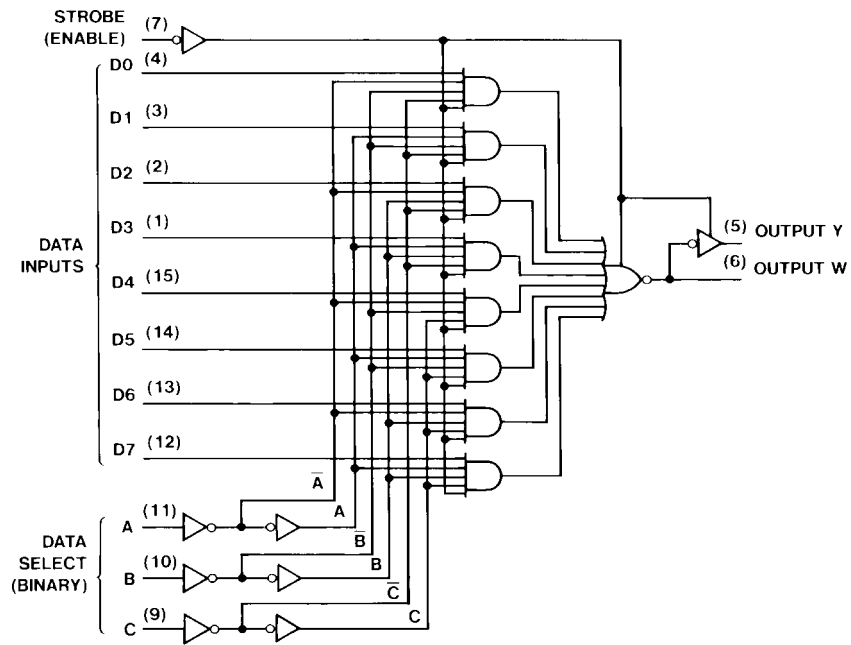 STROBE
(ENABLE)
(7)
D0 (4)
D1 (3)
D2 (2)
D3 (1)
DATA
INPUTS
D4 (15)
D5 (14)
D6 (13)
D7 (12)
(5) OUTPUT Y
(6) OUTPUT W
A̅
A
B̅
B
C̅
C
DATA
SELECT
(BINARY)
A (11)
B (10)
C (9)